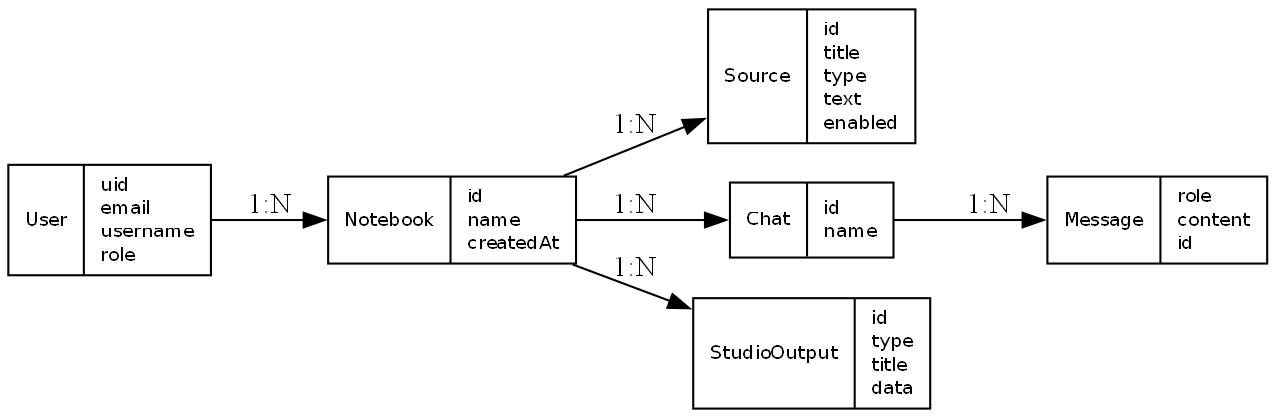 User
uid
email
username
role
1:N
Notebook
id
name
createdAt
1:N
Source
id
title
type
text
enabled
1:N
Chat
id
name
1:N
Message
role
content
id
1:N
StudioOutput
id
type
title
data